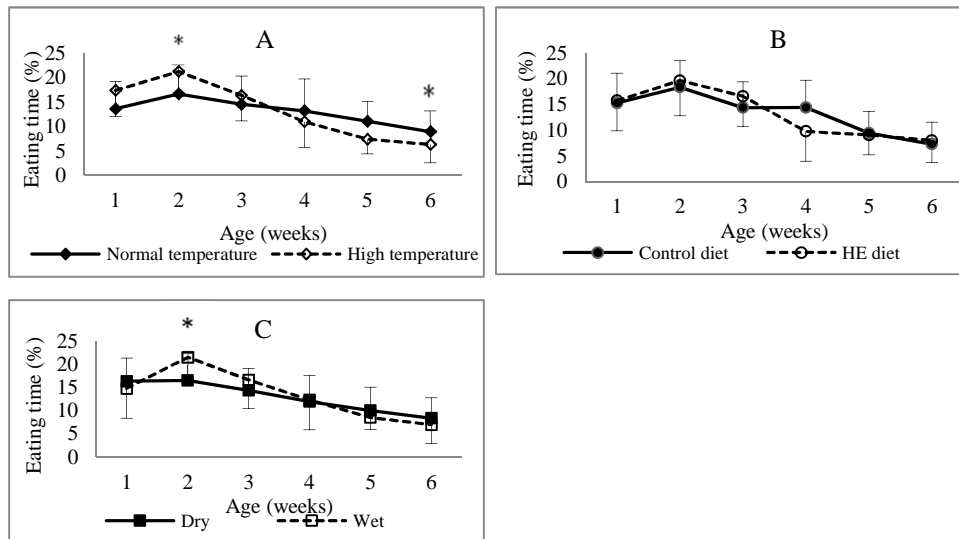 A
*
*
Eating time (%)
25
20
15
10
5
0
1 2 3 4 5 6
Age (weeks)
Normal temperature High temperature
B
Eating time (%)
25
20
15
10
5
0
1 2 3 4 5 6
Age (weeks)
Control diet HE diet
*
C
Eating time (%)
25
20
15
10
5
0
1 2 3 4 5 6
Age (weeks)
Dry Wet